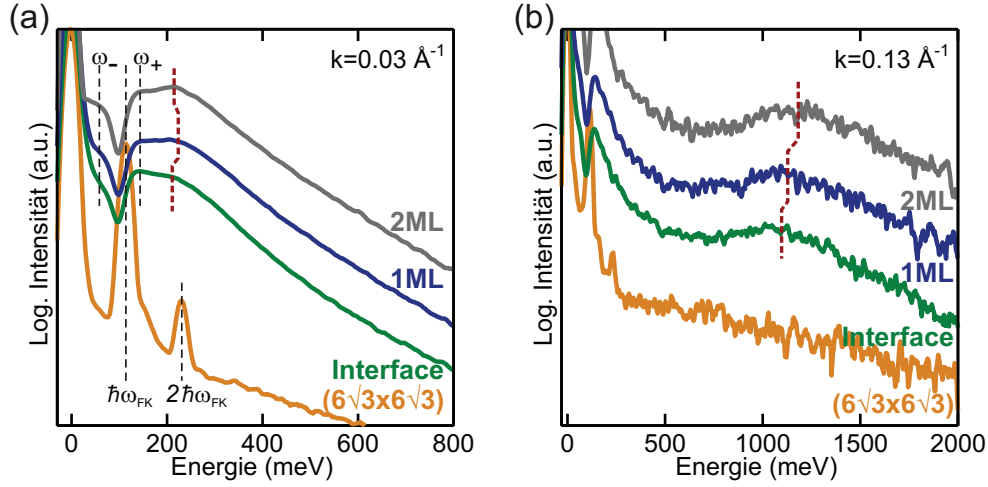 (a)
ω₋
ω₊
k=0.03 Å⁻¹
Log. Intensität (a.u.)
2ML
1ML
Interface
(6√3x6√3)
ℏω_FK
2ℏω_FK
0
200
400
600
800
Energie (meV)
(b)
k=0.13 Å⁻¹
Log. Intensität (a.u.)
2ML
1ML
Interface
(6√3x6√3)
0
500
1000
1500
2000
Energie (meV)